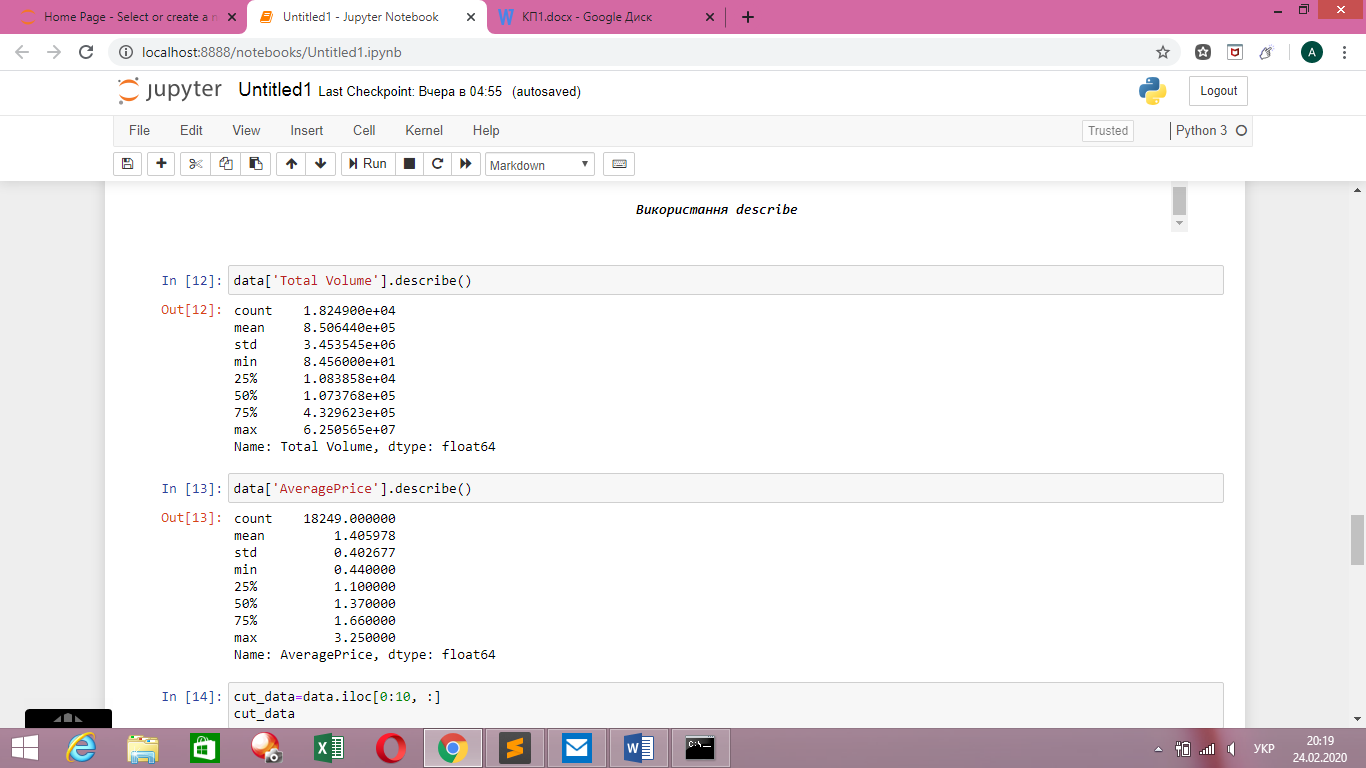 Home Page - Select or create a n
Untitled1 - Jupyter Notebook
КП1.docx - Google Диск
localhost:8888/notebooks/Untitled1.ipynb
A
jupyter Untitled1 Last Checkpoint: Вчера в 04:55 (autosaved)
Logout
File Edit View Insert Cell Kernel Help
Trusted
Python 3
Run
Markdown
Використання describe
In [12]: data['Total Volume'].describe()
Out[12]: count 1.824900e+04
mean 8.506440e+05
std 3.453545e+06
min 8.456000e+01
25% 1.083858e+04
50% 1.073768e+05
75% 4.329623e+05
max 6.250565e+07
Name: Total Volume, dtype: float64
In [13]: data['AveragePrice'].describe()
Out[13]: count 18249.000000
mean 1.405978
std 0.402677
min 0.440000
25% 1.100000
50% 1.370000
75% 1.660000
max 3.250000
Name: AveragePrice, dtype: float64
In [14]: cut_data=data.iloc[0:10, :]
cut_data
УКР
20:19
24.02.2020